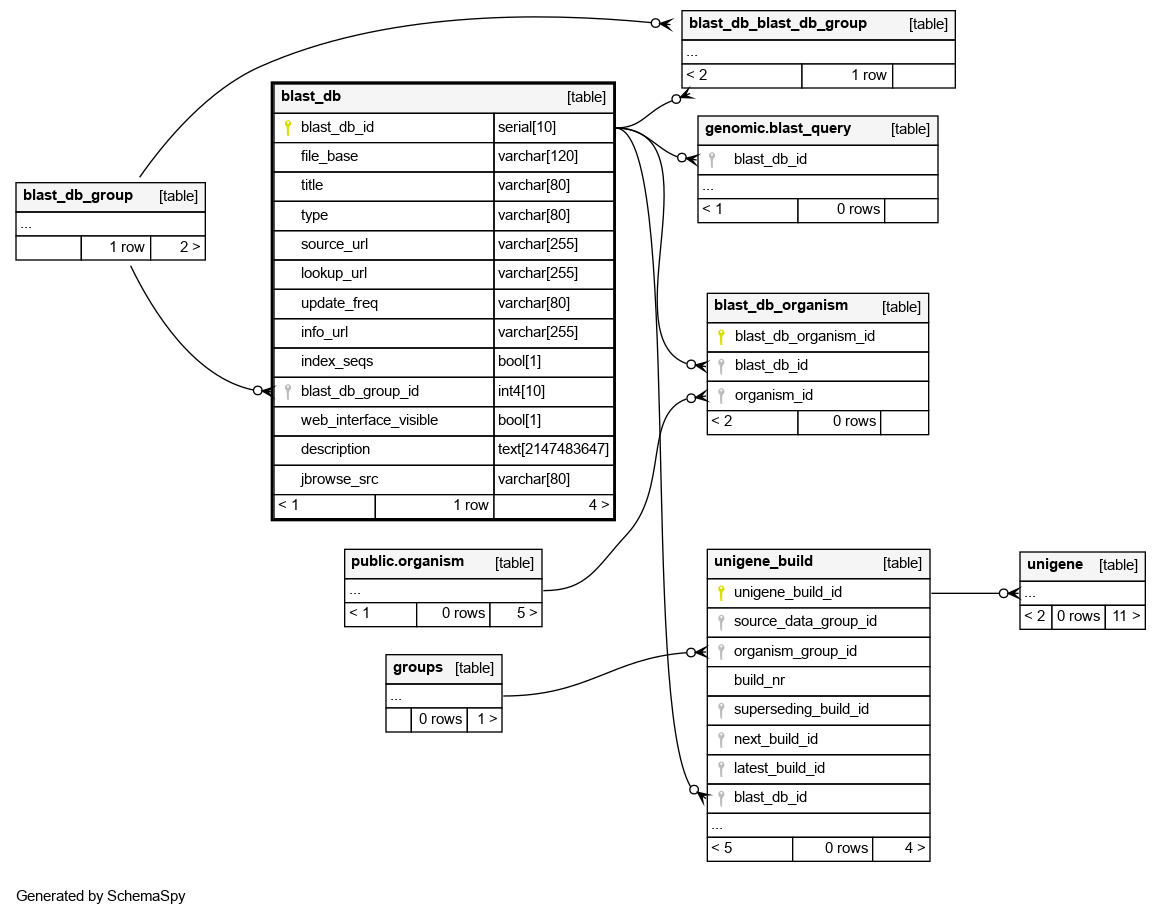 blast_db_blast_db_group [table]
...
< 2 1 row
blast_db [table]
blast_db_id serial[10]
file_base varchar[120]
title varchar[80]
type varchar[80]
source_url varchar[255]
lookup_url varchar[255]
update_freq varchar[80]
info_url varchar[255]
index_seqs bool[1]
blast_db_group_id int4[10]
web_interface_visible bool[1]
description text[2147483647]
jbrowse_src varchar[80]
< 1 1 row 4 >
genomic.blast_query [table]
blast_db_id
...
< 1 0 rows
blast_db_group [table]
...
1 row 2 >
blast_db_organism [table]
blast_db_organism_id
blast_db_id
organism_id
< 2 0 rows
public.organism [table]
...
< 1 0 rows 5 >
groups [table]
...
0 rows 1 >
unigene_build [table]
unigene_build_id
source_data_group_id
organism_group_id
build_nr
superseding_build_id
next_build_id
latest_build_id
blast_db_id
...
< 5 0 rows 4 >
unigene [table]
...
< 2 0 rows 11 >
Generated by SchemaSpy